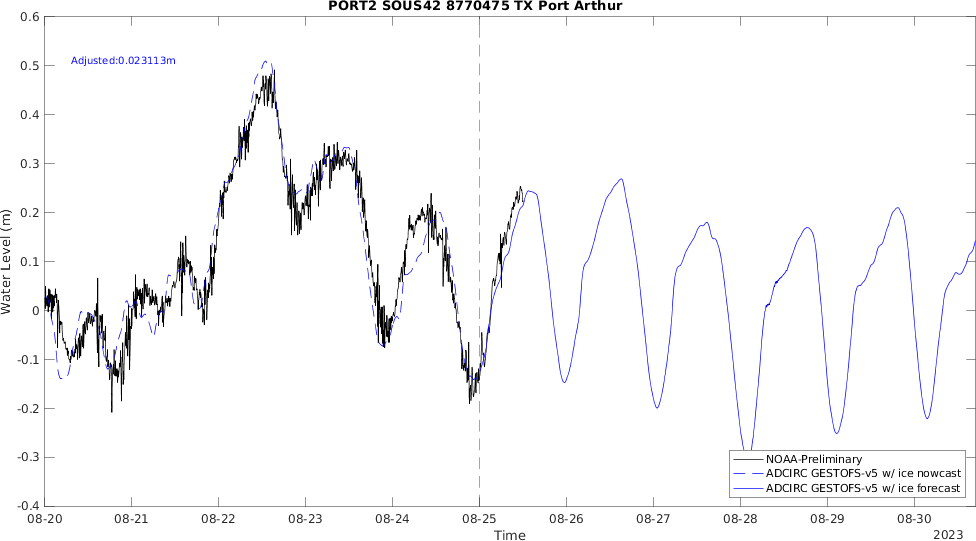 PORT2 SOUS42 8770475 TX Port Arthur
0.6
Adjusted:0.023113m
0.5
0.4
0.3
0.2
0.1
0
-0.1
-0.2
-0.3
-0.4
Water Level (m)
NOAA-Preliminary
ADCIRC GESTOFS-v5 w/ ice nowcast
ADCIRC GESTOFS-v5 w/ ice forecast
08-20 08-21 08-22 08-23 08-24 08-25 08-26 08-27 08-28 08-29 08-30
Time
2023